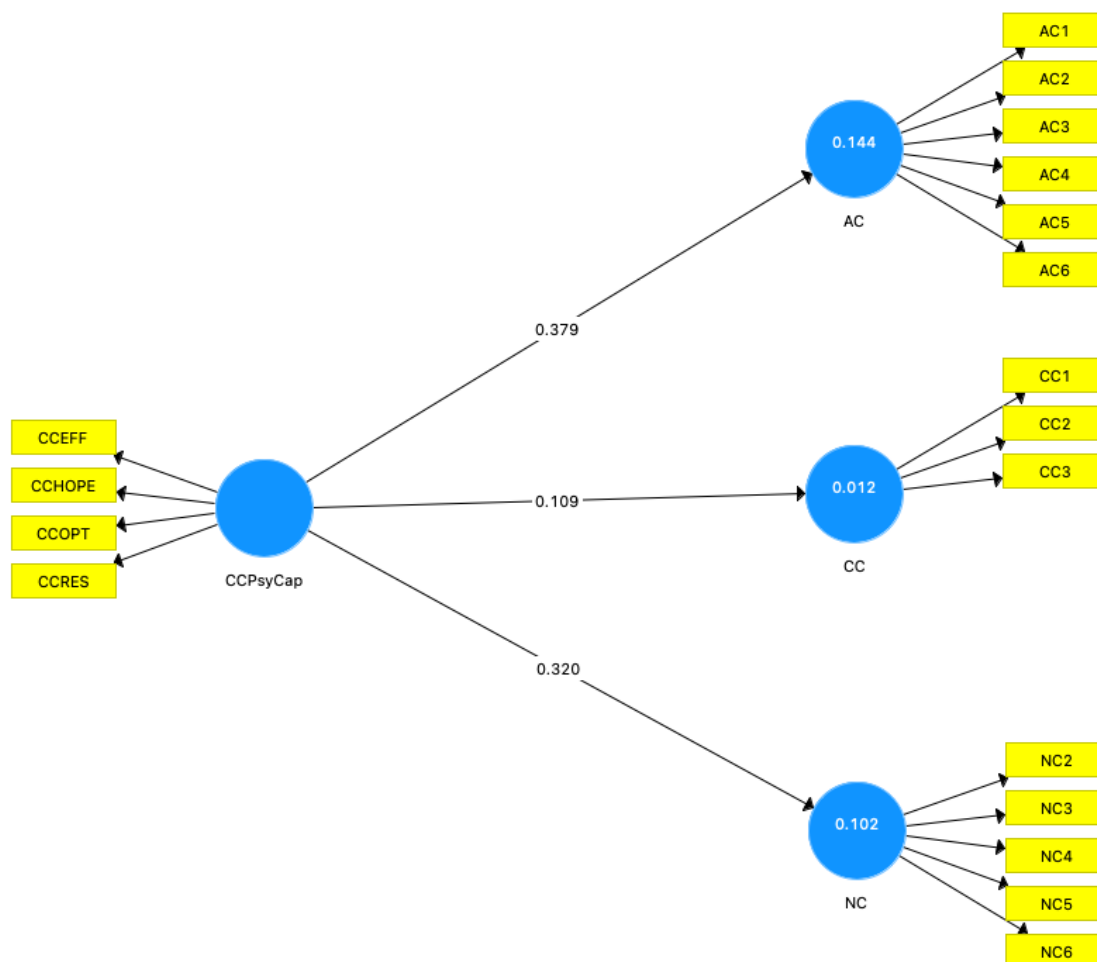 AC1
AC2
AC3
AC4
AC5
AC6
0.144
AC
0.379
CC1
CC2
CC3
0.012
CC
0.109
CCEFF
CCHOPE
CCOPT
CCRES
CCPsyCap
0.320
NC2
NC3
NC4
NC5
NC6
0.102
NC